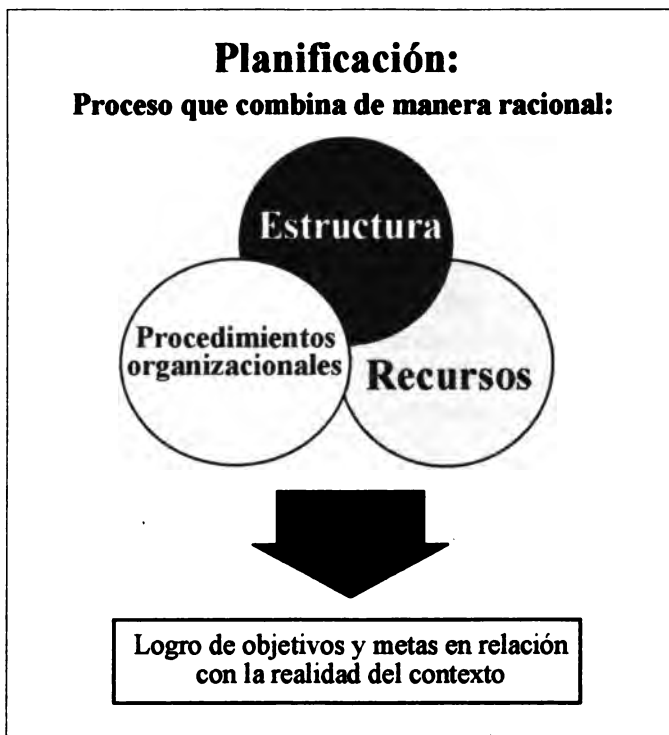 Planificación:
Proceso que combina de manera racional:
Estructura
Procedimientos
organizacionales
Recursos
Logro de objetivos y metas en relación
con la realidad del contexto